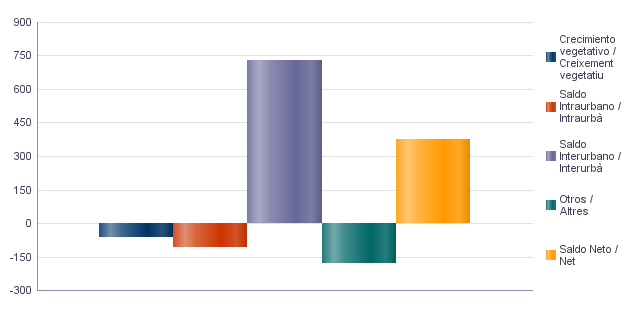 900
750
600
450
300
150
0
-150
-300
Crecimiento
vegetativo /
Creixement
vegetatiu
Saldo
Intraurbano /
Intraurbà
Saldo
Interurbano /
Interurbà
Otros /
Altres
Saldo Neto /
Net